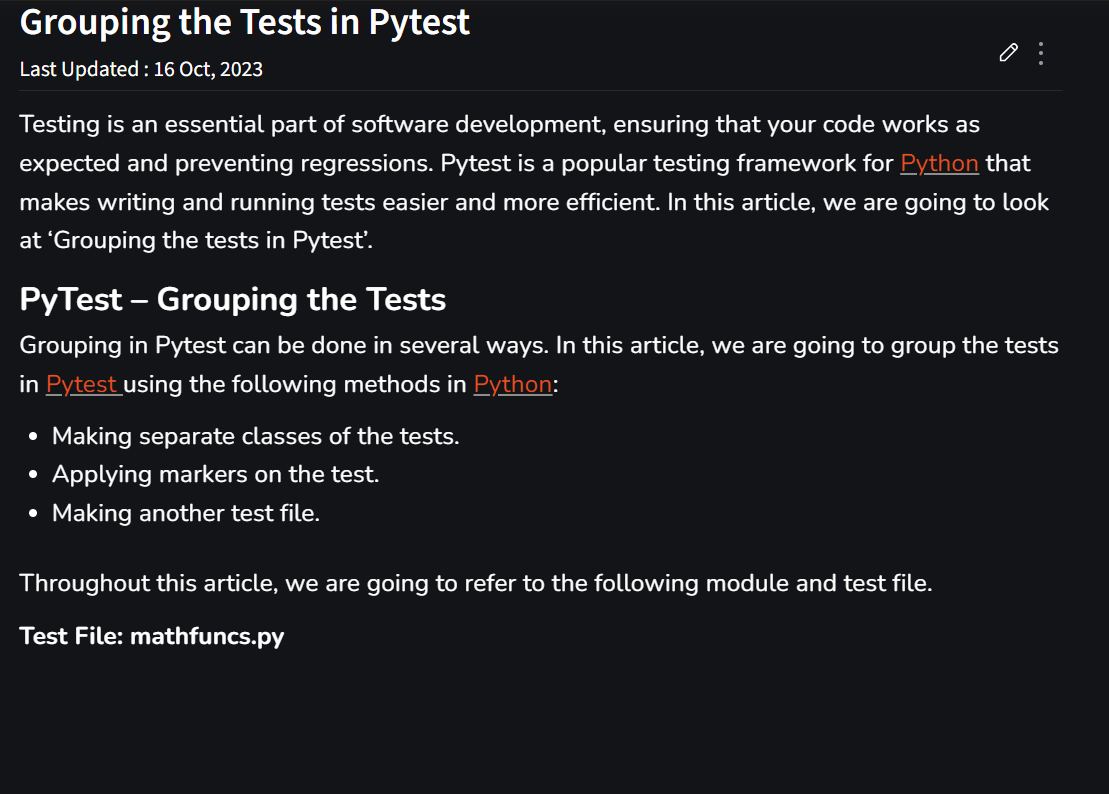 Grouping the Tests in Pytest
Last Updated : 16 Oct, 2023
Testing is an essential part of software development, ensuring that your code works as
expected and preventing regressions. Pytest is a popular testing framework for Python that
makes writing and running tests easier and more efficient. In this article, we are going to look
at ‘Grouping the tests in Pytest’.
PyTest – Grouping the Tests
Grouping in Pytest can be done in several ways. In this article, we are going to group the tests
in Pytest using the following methods in Python:
• Making separate classes of the tests.
• Applying markers on the test.
• Making another test file.
Throughout this article, we are going to refer to the following module and test file.
Test File: mathfuncs.py